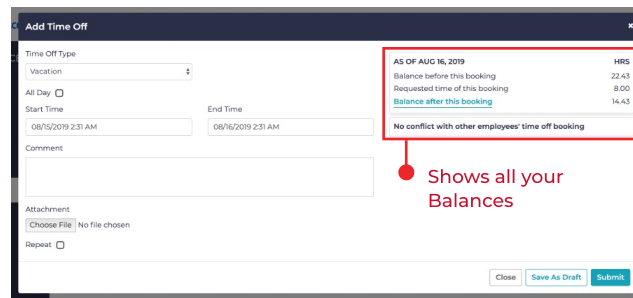 Add Time Off
Time Off Type
Vacation
All Day
Start Time End Time
08/15/2019 2:31 AM 08/16/2019 2:31 AM
Comment
Attachment
Choose File No file chosen
Repeat
AS OF AUG 16, 2019 HRS
Balance before this booking 22.43
Requested time of this booking 8.00
Balance after this booking 14.43
No conflict with other employees' time off booking
Shows all your
Balances
Close Save As Draft Submit